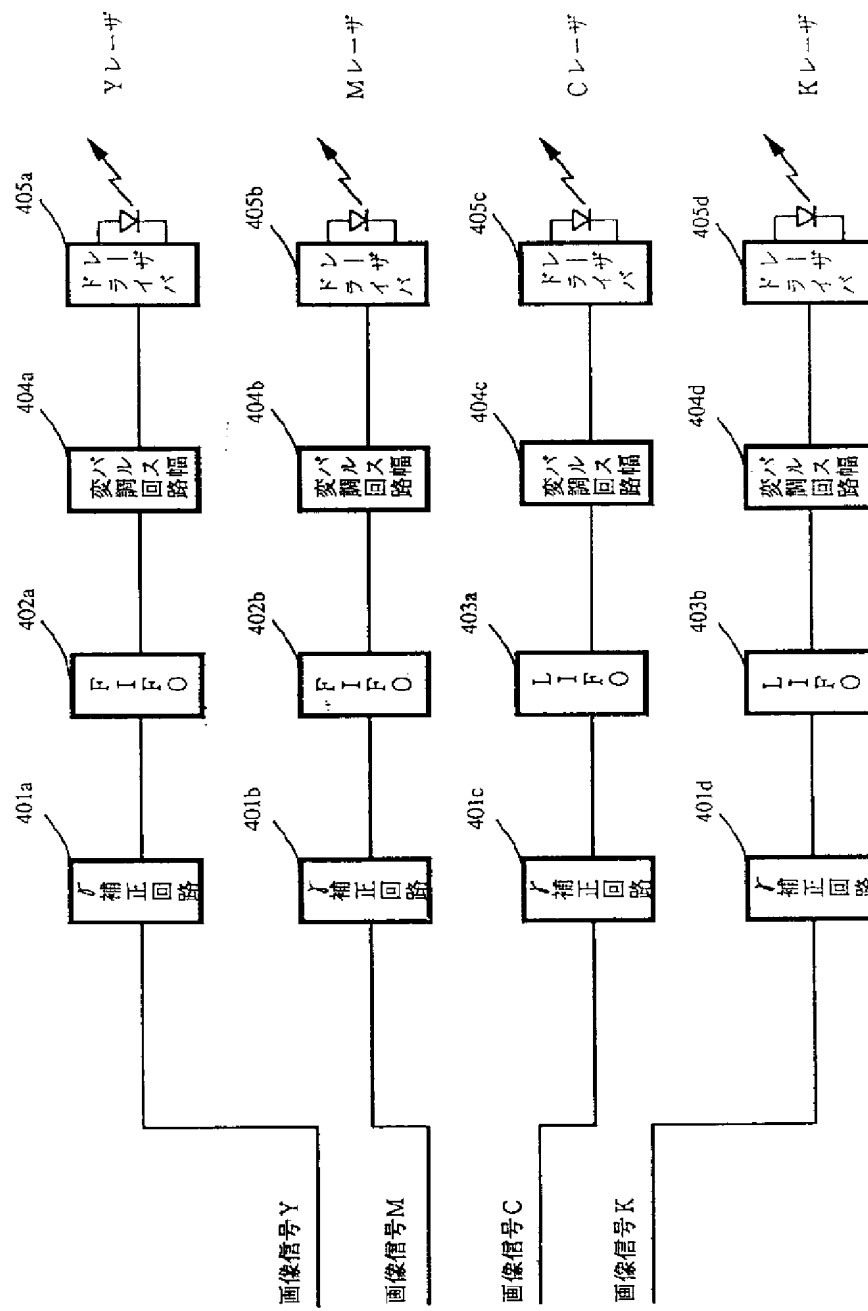 405a
404a
402a
401a
Yレーザ
レーザ
ドライバ
パルス幅
変調回路
FIFO
γ補正回路
画像信号Y
405b
404b
402b
401b
Mレーザ
レーザ
ドライバ
パルス幅
変調回路
FIFO
γ補正回路
画像信号M
405c
404c
403a
401c
Cレーザ
レーザ
ドライバ
パルス幅
変調回路
LIFO
γ補正回路
画像信号C
405d
404d
403b
401d
Kレーザ
レーザ
ドライバ
パルス幅
変調回路
LIFO
γ補正回路
画像信号K